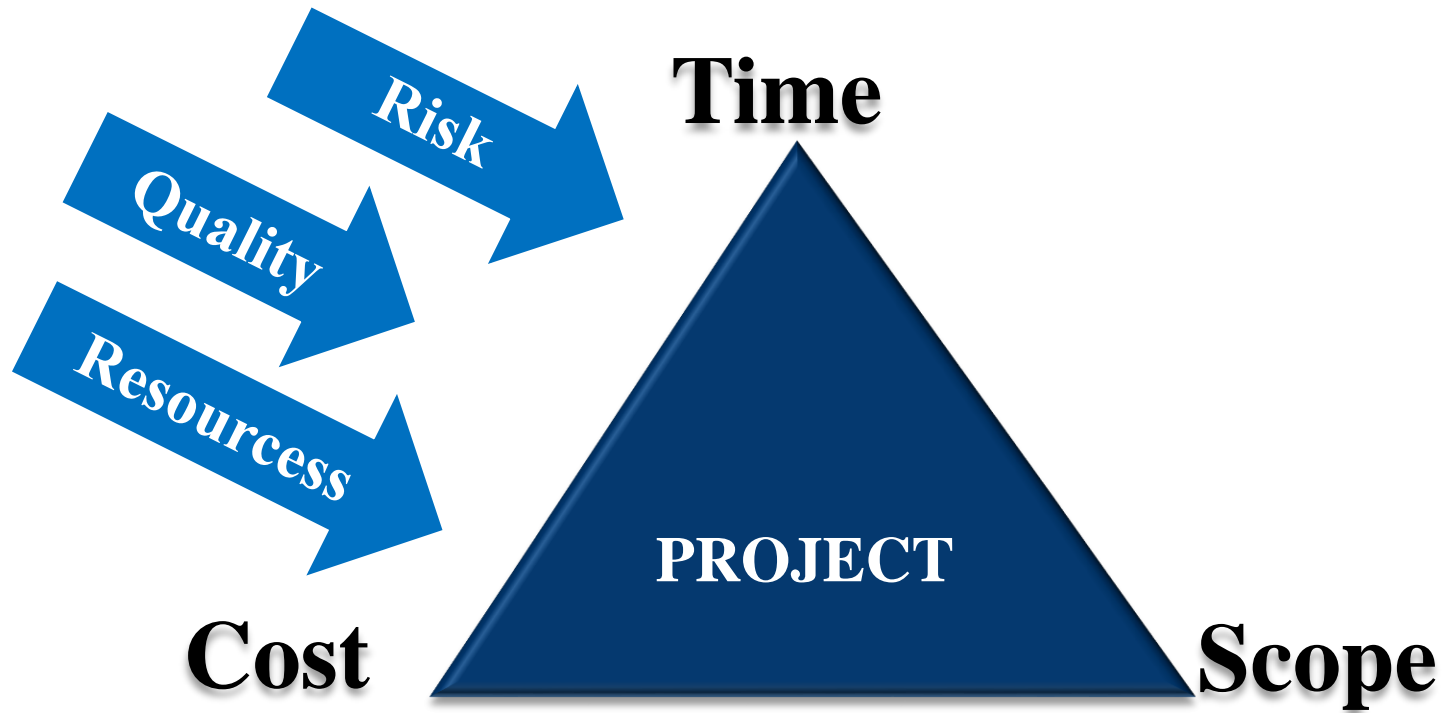 Risk
Time
Quality
Resourcess
PROJECT
Cost
Scope